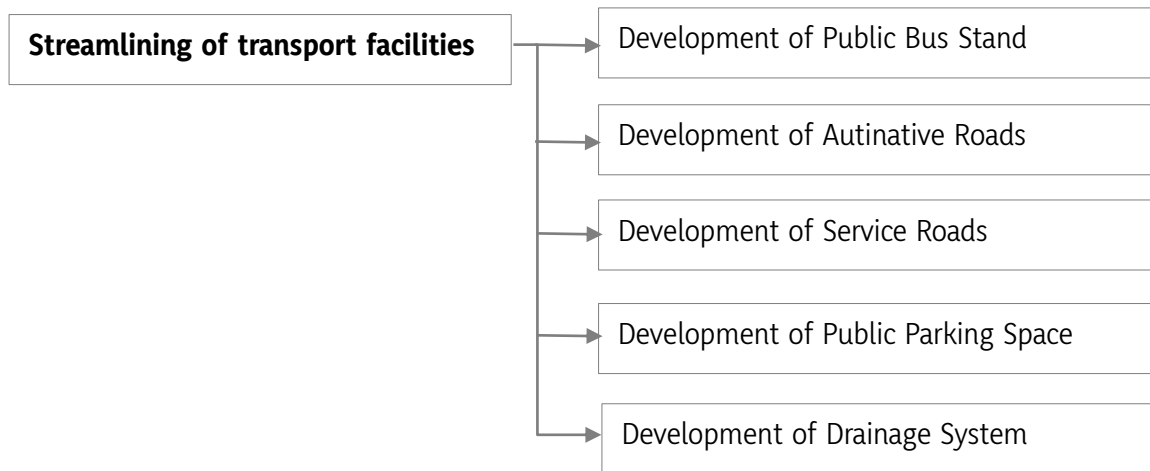 Streamlining of transport facilities
Development of Public Bus Stand
Development of Autinative Roads
Development of Service Roads
Development of Public Parking Space
Development of Drainage System